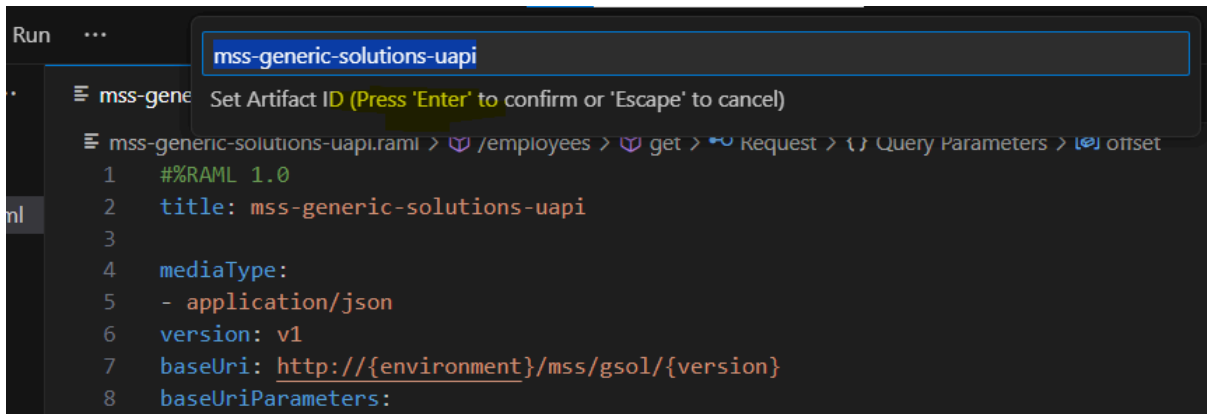 Run ···
mss-generic-solutions-uapi
mss-gene
Set Artifact ID (Press 'Enter' to confirm or 'Escape' to cancel)
mss-generic-solutions-uapi.raml > /employees > get > Request > {} Query Parameters > offset
ml
1 #%RAML 1.0
2 title: mss-generic-solutions-uapi
3
4 mediaType:
5 - application/json
6 version: v1
7 baseUri: http://{environment}/mss/gsol/{version}
8 baseUriParameters: